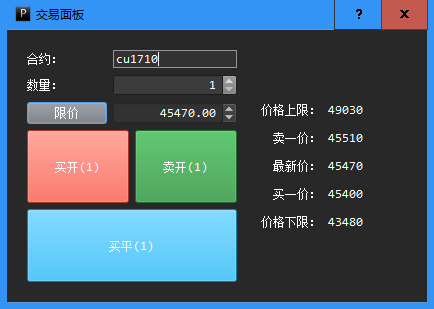 P 交易面板 ? x
合约: cu1710
数量: 1
限价 45470.00
买开(1) 卖开(1)
买平(1)
价格上限: 49030
卖一价: 45510
最新价: 45470
买一价: 45400
价格下限: 43480